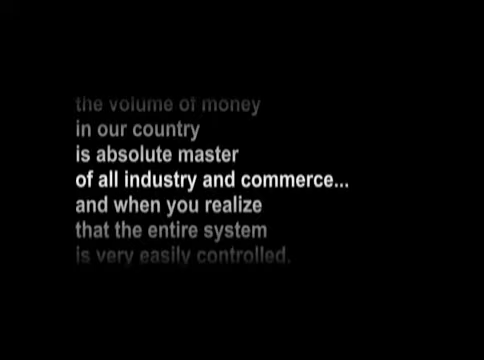 the volume of money
in our country
is absolute master
of all industry and commerce...
and when you realize
that the entire system
is very easily controlled.